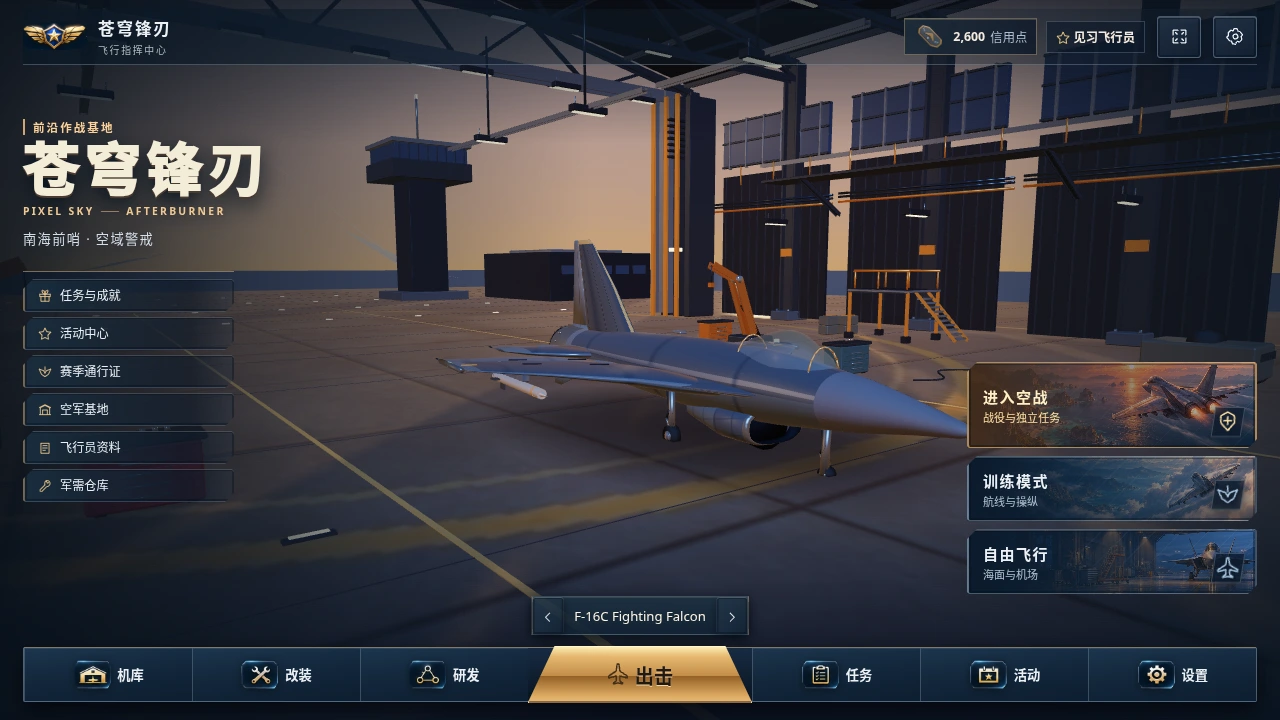 苍穹锋刃
飞行指挥中心
2,600 信用点
见习飞行员
前沿作战基地
苍穹锋刃
PIXEL SKY — AFTERBURNER
南海前哨 · 空域警戒
任务与成就
活动中心
赛季通行证
空军基地
飞行员资料
军需仓库
进入空战
战役与独立任务
训练模式
航线与操纵
自由飞行
海面与机场
F-16C Fighting Falcon
机库
改装
研发
出击
任务
活动
设置